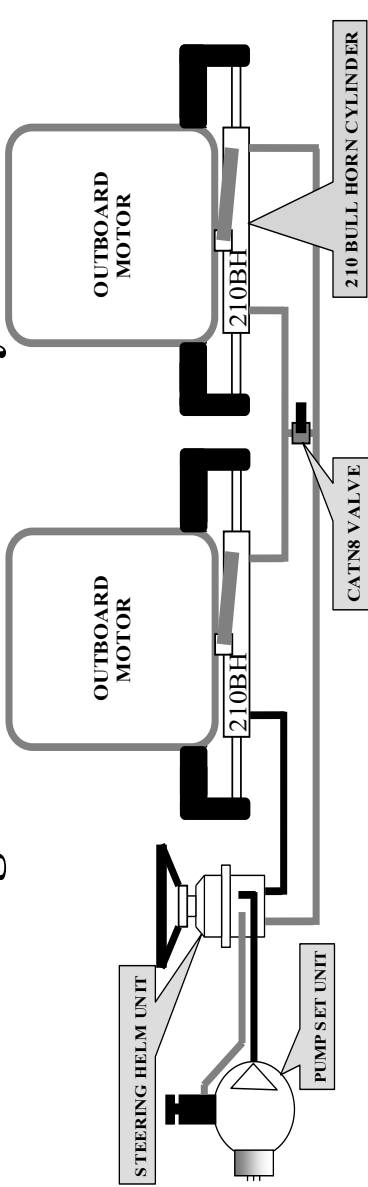 OUTBOARD
MOTOR
OUTBOARD
MOTOR
210BH
210BH
STEERING HELM UNIT
PUMP SET UNIT
CATN8 VALVE
210 BULL HORN CYLINDER